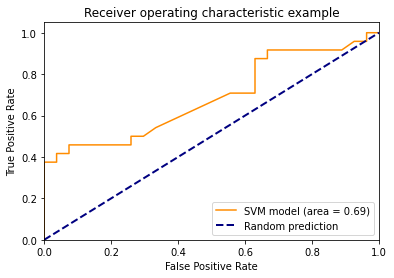 Receiver operating characteristic example
True Positive Rate
1.0
0.8
0.6
0.4
0.2
0.0
SVM model (area = 0.69)
Random prediction
0.0 0.2 0.4 0.6 0.8 1.0
False Positive Rate